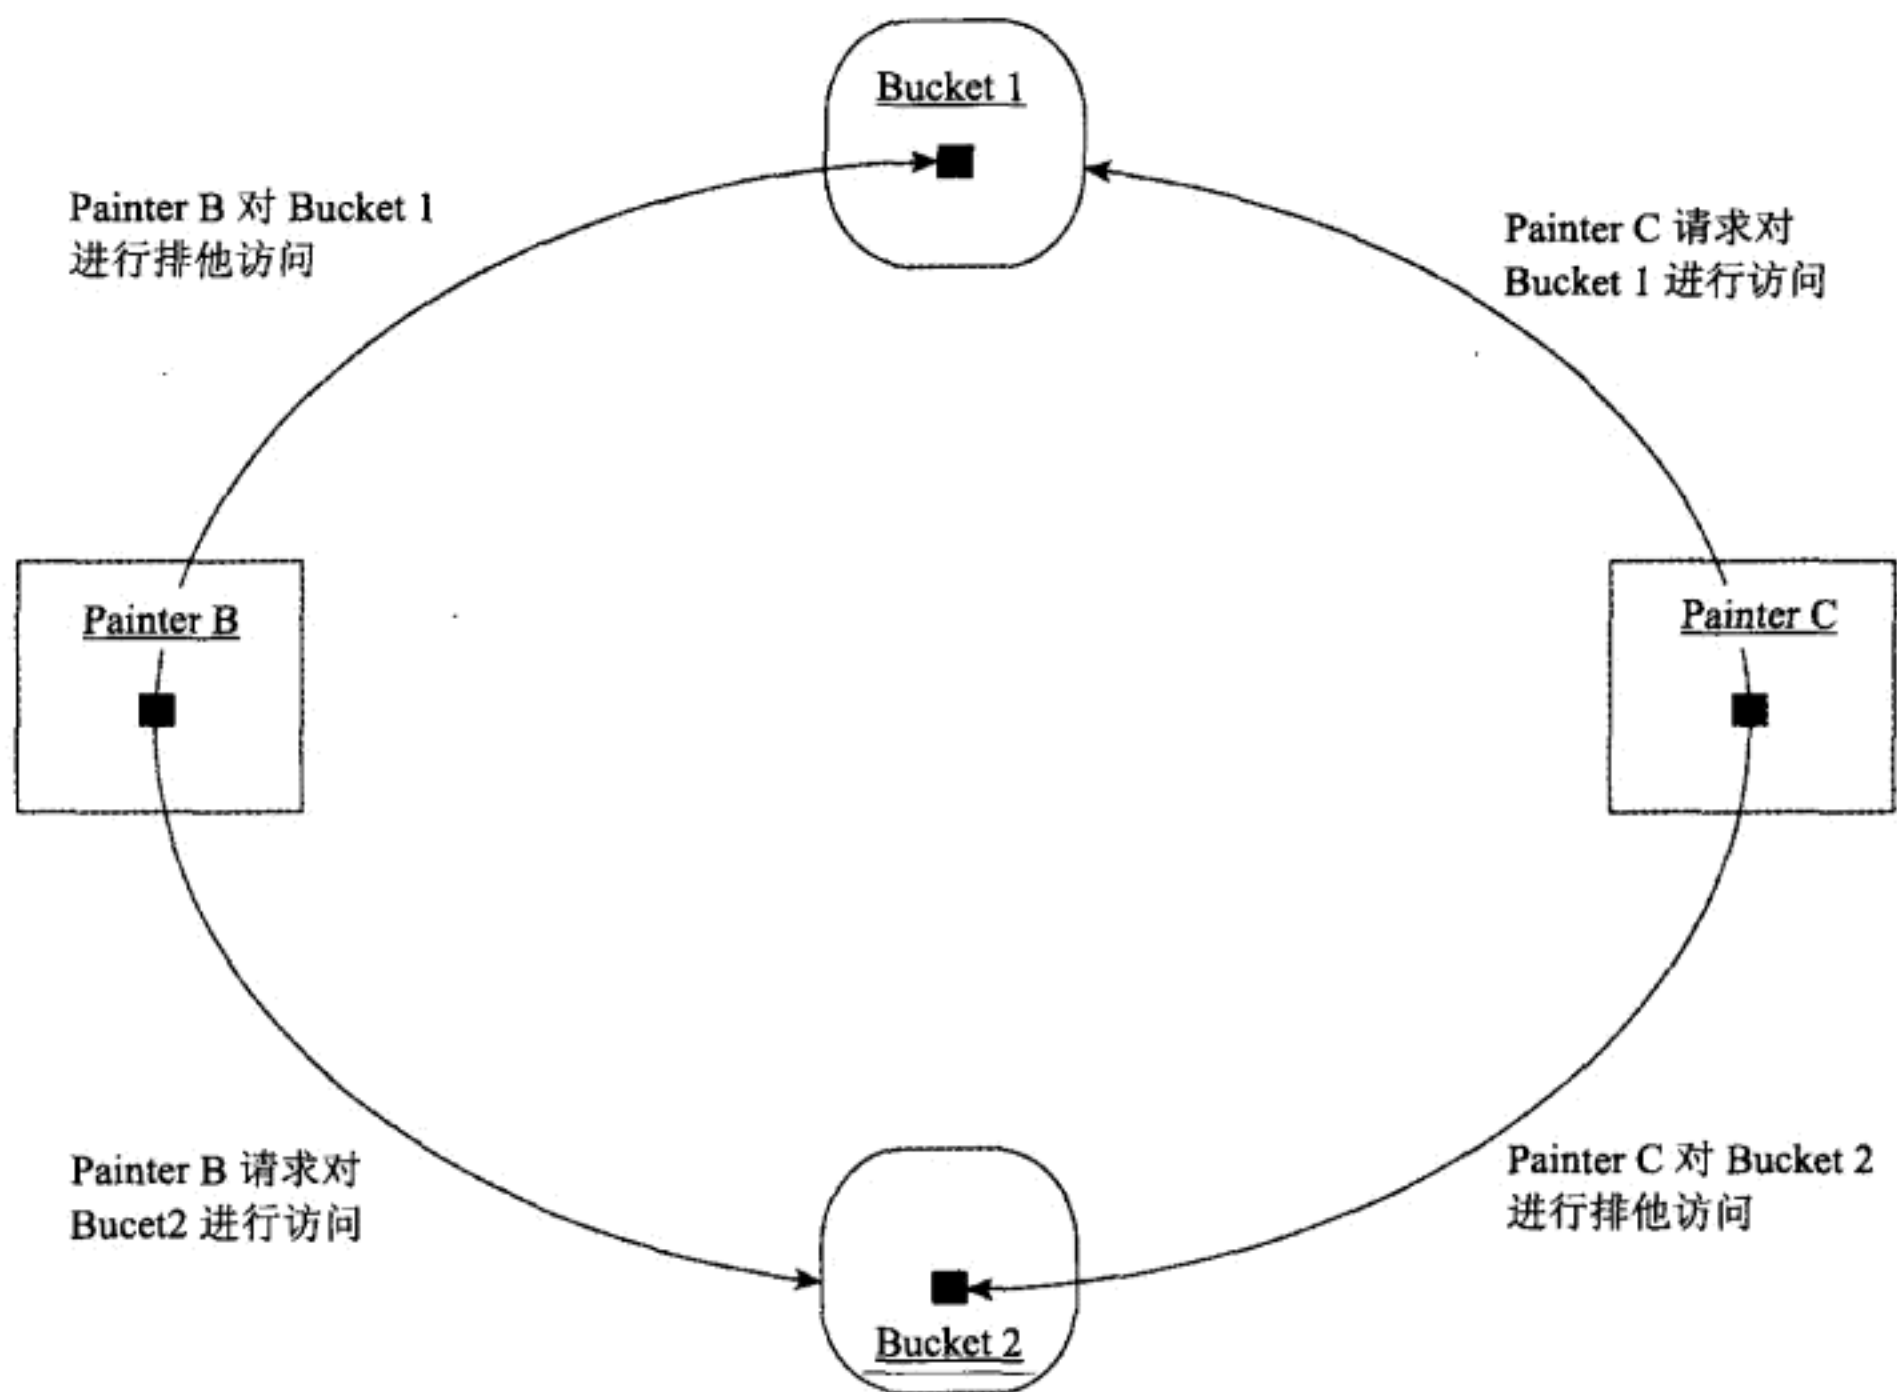 Bucket 1
Painter B 对 Bucket 1
进行排他访问
Painter C 请求对
Bucket 1 进行访问
Painter B
Painter C
Painter B 请求对
Bucet2 进行访问
Painter C 对 Bucket 2
进行排他访问
Bucket 2